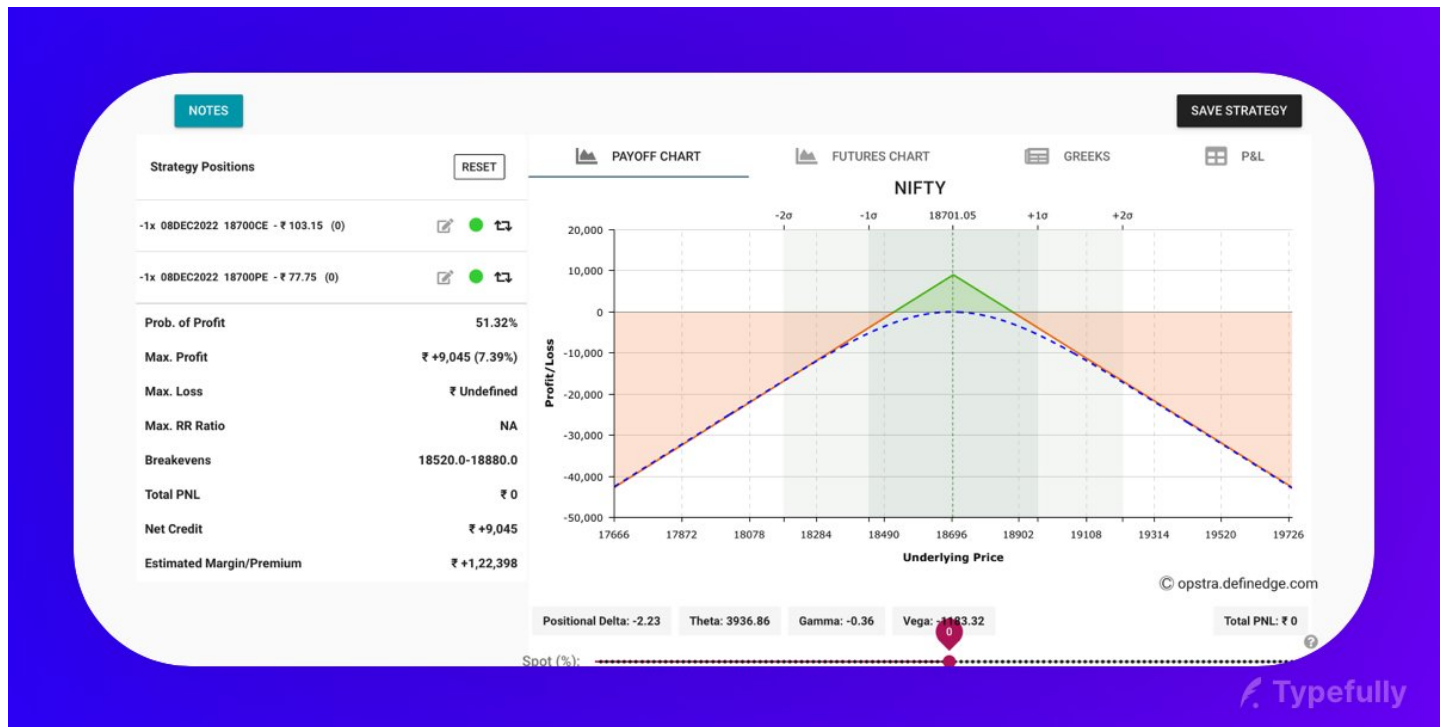 NOTES
SAVE STRATEGY
Strategy Positions
RESET
-1x 08DEC2022 18700CE - ₹ 103.15 (0)
-1x 08DEC2022 18700PE - ₹ 77.75 (0)
Prob. of Profit 51.32%
Max. Profit ₹ +9,045 (7.39%)
Max. Loss ₹ Undefined
Max. RR Ratio NA
Breakevens 18520.0-18880.0
Total PNL ₹ 0
Net Credit ₹ +9,045
Estimated Margin/Premium ₹ +1,22,398
PAYOFF CHART FUTURES CHART GREEKS P&L
NIFTY
-2σ -1σ 18701.05 +1σ +2σ
20,000
10,000
0
-10,000
-20,000
-30,000
-40,000
-50,000
Profit/Loss
17666 17872 18078 18284 18490 18696 18902 19108 19314 19520 19726
Underlying Price
© opstra.definedge.com
Positional Delta: -2.23 Theta: 3936.86 Gamma: -0.36 Vega: -1183.32 Total PNL: ₹ 0
0
?
Spot (%):
Typefully